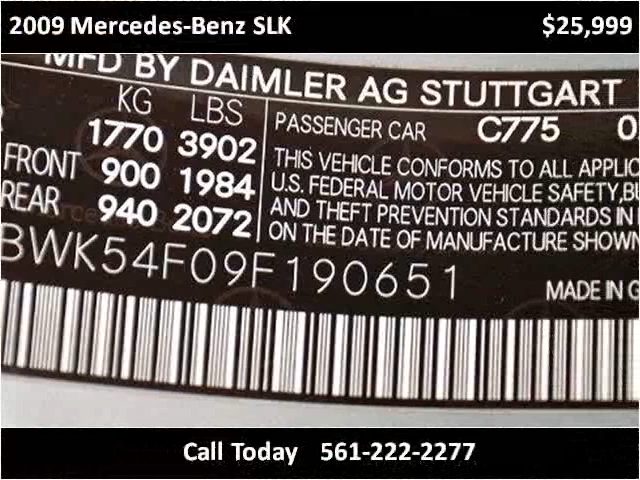 2009 Mercedes-Benz SLK $25,999
MFD BY DAIMLER AG STUTTGART
KG LBS
1770 3902
FRONT 900 1984
REAR 940 2072
PASSENGER CAR C775 0
THIS VEHICLE CONFORMS TO ALL APPLIC
U.S. FEDERAL MOTOR VEHICLE SAFETY, B
AND THEFT PREVENTION STANDARDS IN
ON THE DATE OF MANUFACTURE SHOWN
BWK54F09F190651
MADE IN G
Call Today 561-222-2277